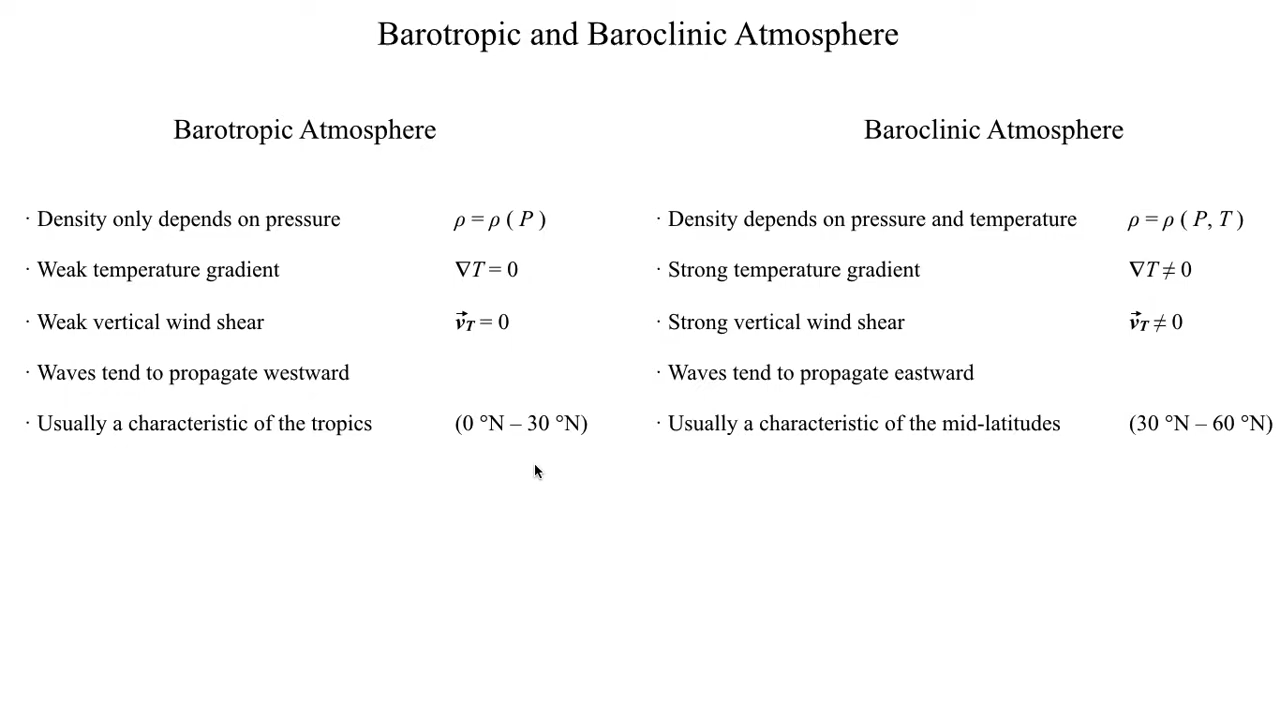 Barotropic and Baroclinic Atmosphere
Barotropic Atmosphere
· Density only depends on pressure ρ = ρ ( P )
· Weak temperature gradient ∇T = 0
· Weak vertical wind shear v⃗_T = 0
· Waves tend to propagate westward
· Usually a characteristic of the tropics (0 °N – 30 °N)
Baroclinic Atmosphere
· Density depends on pressure and temperature ρ = ρ ( P, T )
· Strong temperature gradient ∇T ≠ 0
· Strong vertical wind shear v⃗_T ≠ 0
· Waves tend to propagate eastward
· Usually a characteristic of the mid-latitudes (30 °N – 60 °N)